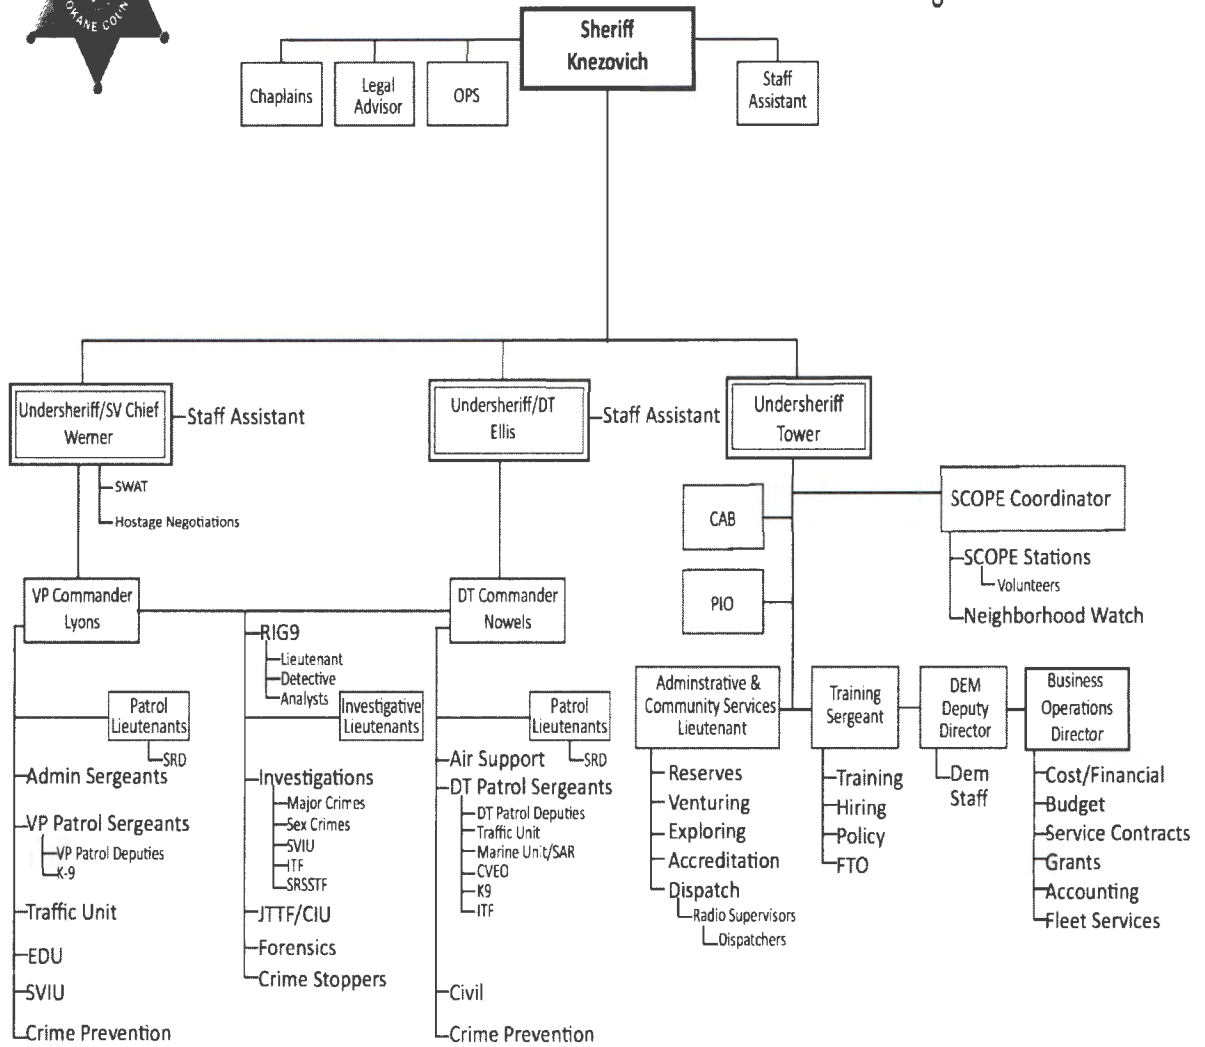 OKANE COUN
Sheriff
Knezovich
Chaplains
Legal
Advisor
OPS
Staff
Assistant
Undersheriff/SV Chief
Werner
Staff Assistant
SWAT
Hostage Negotiations
Undersheriff/DT
Ellis
Staff Assistant
Undersheriff
Tower
CAB
PIO
SCOPE Coordinator
SCOPE Stations
Volunteers
Neighborhood Watch
VP Commander
Lyons
Patrol
Lieutenants
SRD
Admin Sergeants
VP Patrol Sergeants
VP Patrol Deputies
K-9
Traffic Unit
EDU
SVIU
Crime Prevention
RIG9
Lieutenant
Detective
Analysts
Investigative
Lieutenants
Investigations
Major Crimes
Sex Crimes
SVIU
ITF
SRSSTF
JTTF/CIU
Forensics
Crime Stoppers
DT Commander
Nowels
Patrol
Lieutenants
SRD
Air Support
DT Patrol Sergeants
DT Patrol Deputies
Traffic Unit
Marine Unit/SAR
CVEO
K9
ITF
Civil
Crime Prevention
Adminstrative &
Community Services
Lieutenant
Reserves
Venturing
Exploring
Accreditation
Dispatch
Radio Supervisors
Dispatchers
Training
Sergeant
Training
Hiring
Policy
FTO
DEM
Deputy
Director
Dem
Staff
Business
Operations
Director
Cost/Financial
Budget
Service Contracts
Grants
Accounting
Fleet Services